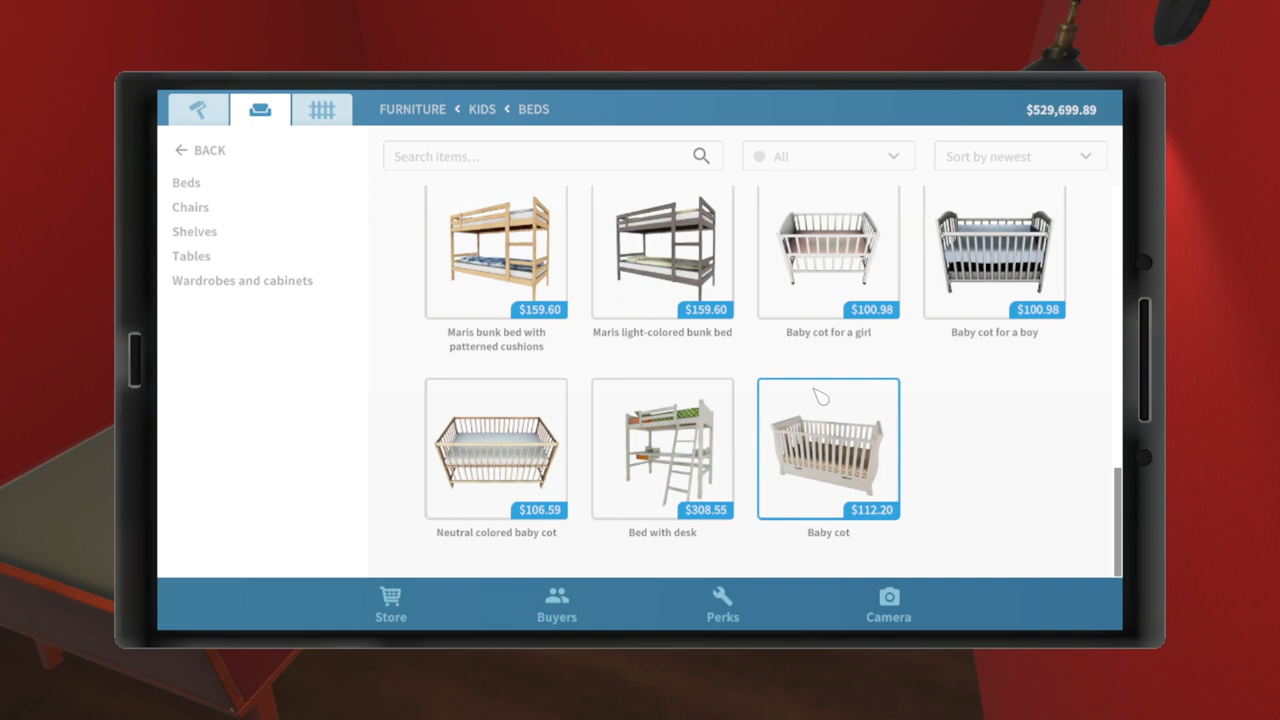 FURNITURE < KIDS < BEDS
$529,699.89
BACK
Search items...
All
Sort by newest
Beds
Chairs
Shelves
Tables
Wardrobes and cabinets
$159.60
$159.60
$100.98
$100.98
Maris bunk bed with
patterned cushions
Maris light-colored bunk bed
Baby cot for a girl
Baby cot for a boy
$106.59
$308.55
$112.20
Neutral colored baby cot
Bed with desk
Baby cot
Store
Buyers
Perks
Camera